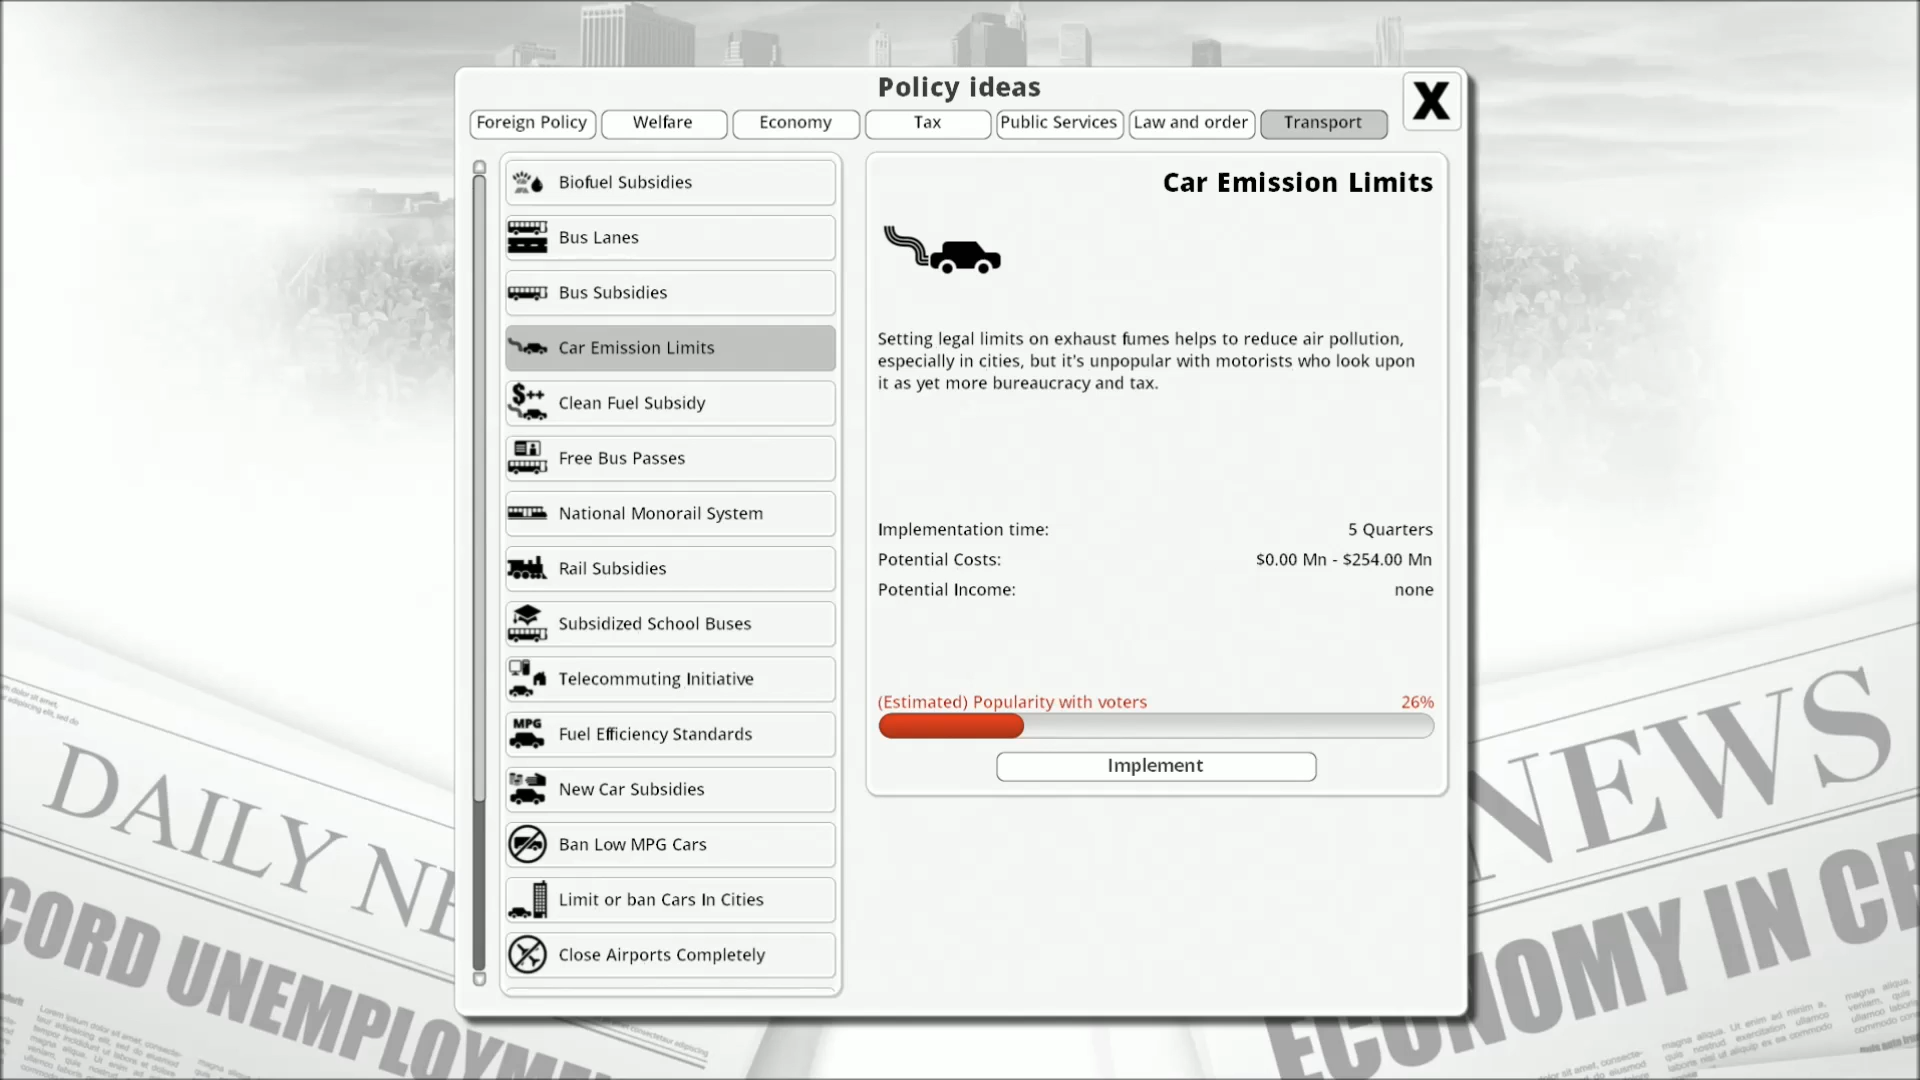 Policy ideas
X
Foreign Policy
Welfare
Economy
Tax
Public Services
Law and order
Transport
Biofuel Subsidies
Bus Lanes
Bus Subsidies
Car Emission Limits
Clean Fuel Subsidy
Free Bus Passes
National Monorail System
Rail Subsidies
Subsidized School Buses
Telecommuting Initiative
MPG
Fuel Efficiency Standards
New Car Subsidies
Ban Low MPG Cars
Limit or ban Cars In Cities
Close Airports Completely
Car Emission Limits
Setting legal limits on exhaust fumes helps to reduce air pollution,
especially in cities, but it's unpopular with motorists who look upon
it as yet more bureaucracy and tax.
Implementation time: 5 Quarters
Potential Costs: $0.00 Mn - $254.00 Mn
Potential Income: none
(Estimated) Popularity with voters 26%
Implement
DAILY NE
CORD UNEMPLOYME
NEWS
ECONOMY IN CR